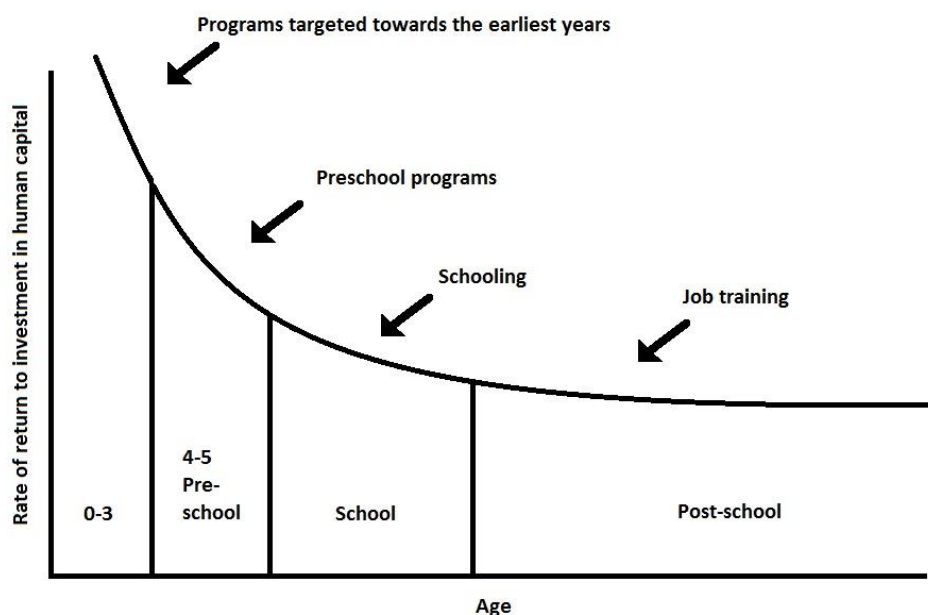 Programs targeted towards the earliest years
Preschool programs
Schooling
Job training
Rate of return to investment in human capital
0-3
4-5
Pre-
school
School
Post-school
Age